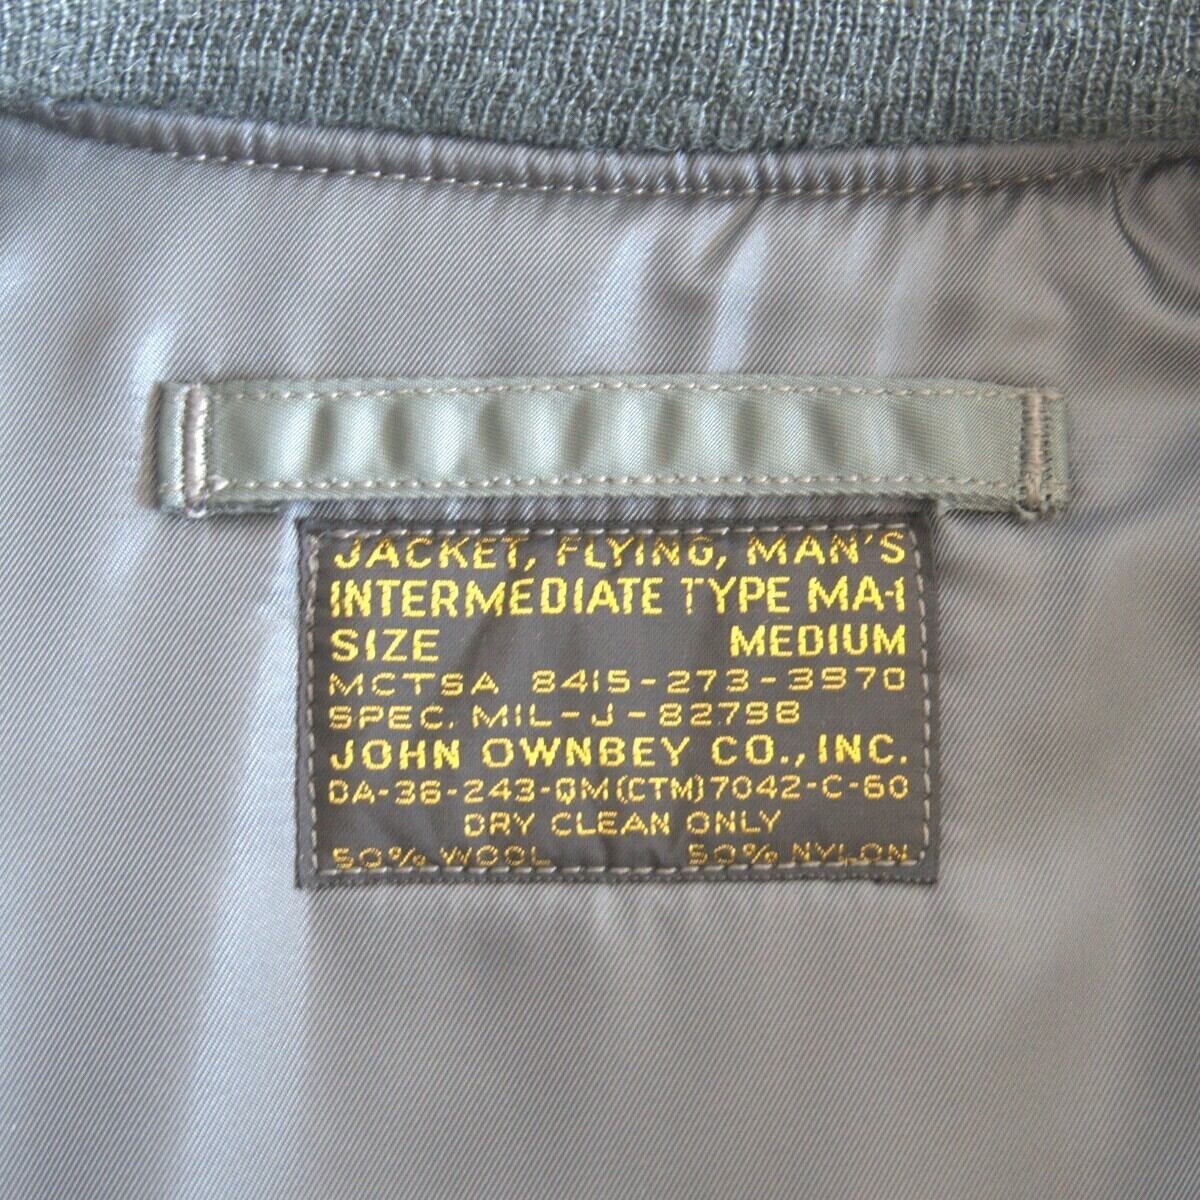 JACKET, FLYING, MAN'S
INTERMEDIATE TYPE MA-1
SIZE MEDIUM
MCTSA 8415-273-3970
SPEC. MIL-J-8279B
JOHN OWNBEY CO., INC.
DA-36-243-QM(CTM)7042-C-60
DRY CLEAN ONLY
50% WOOL 50% NYLON